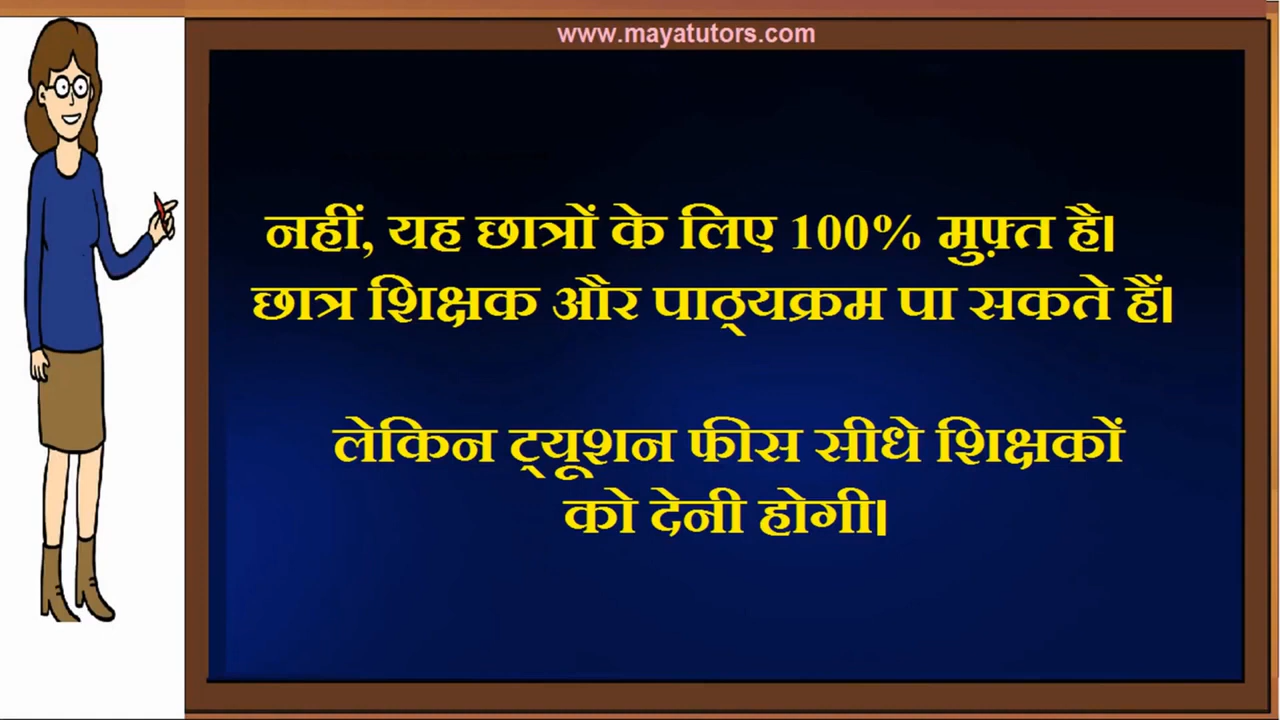 www.mayatutors.com
नहीं, यह छात्रों के लिए 100% मुफ़्त है।
छात्र शिक्षक और पाठ्यक्रम पा सकते हैं।
लेकिन ट्यूशन फीस सीधे शिक्षकों
को देनी होगी।